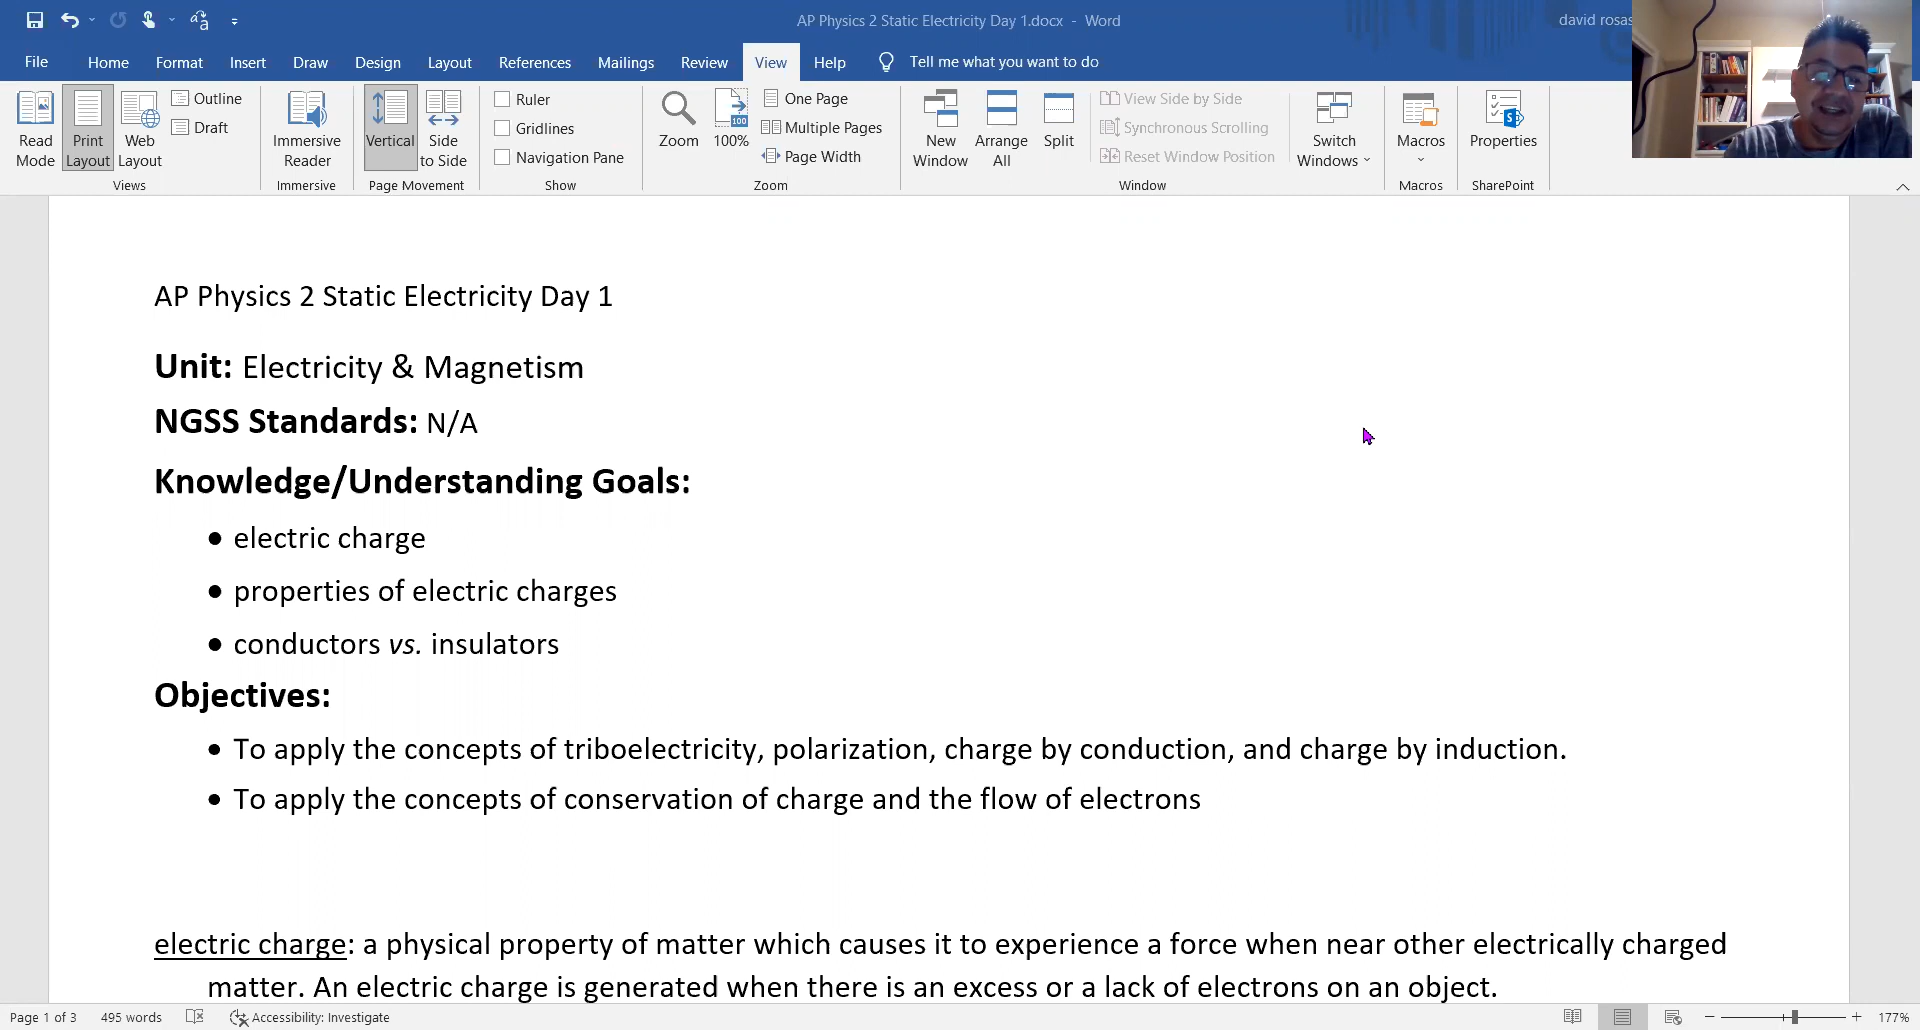 AP Physics 2 Static Electricity Day 1.docx - Word
david rosas
File Home Format Insert Draw Design Layout References Mailings Review View Help Tell me what you want to do
Read Mode
Print Layout
Web Layout
Outline
Draft
Views
Immersive Reader
Immersive
Vertical
Side to Side
Page Movement
Ruler
Gridlines
Navigation Pane
Show
Zoom
100
100%
One Page
Multiple Pages
Page Width
Zoom
New Window
Arrange All
Split
View Side by Side
Synchronous Scrolling
Reset Window Position
Switch Windows
Window
Macros
Macros
S
Properties
SharePoint
AP Physics 2 Static Electricity Day 1
Unit: Electricity & Magnetism
NGSS Standards: N/A
Knowledge/Understanding Goals:
• electric charge
• properties of electric charges
• conductors vs. insulators
Objectives:
• To apply the concepts of triboelectricity, polarization, charge by conduction, and charge by induction.
• To apply the concepts of conservation of charge and the flow of electrons
electric charge: a physical property of matter which causes it to experience a force when near other electrically charged
matter. An electric charge is generated when there is an excess or a lack of electrons on an object.
Page 1 of 3 495 words Accessibility: Investigate 177%